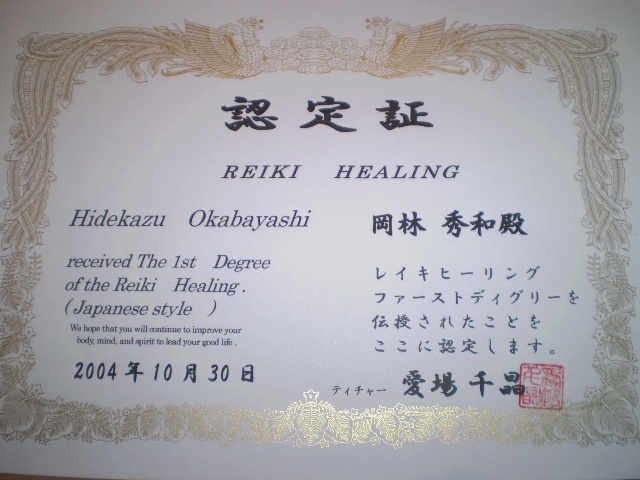 認定証
REIKI HEALING
Hidekazu Okabayashi
received The 1st Degree
of the Reiki Healing.
(Japanese style )
We hope that you will continue to improve your
body, mind, and spirit to lead your good life.
2004年10月30日
岡林 秀和殿
レイキヒーリング
ファーストディグリーを
伝授されたことを
ここに認定します。
ティチャー 愛場 千晶